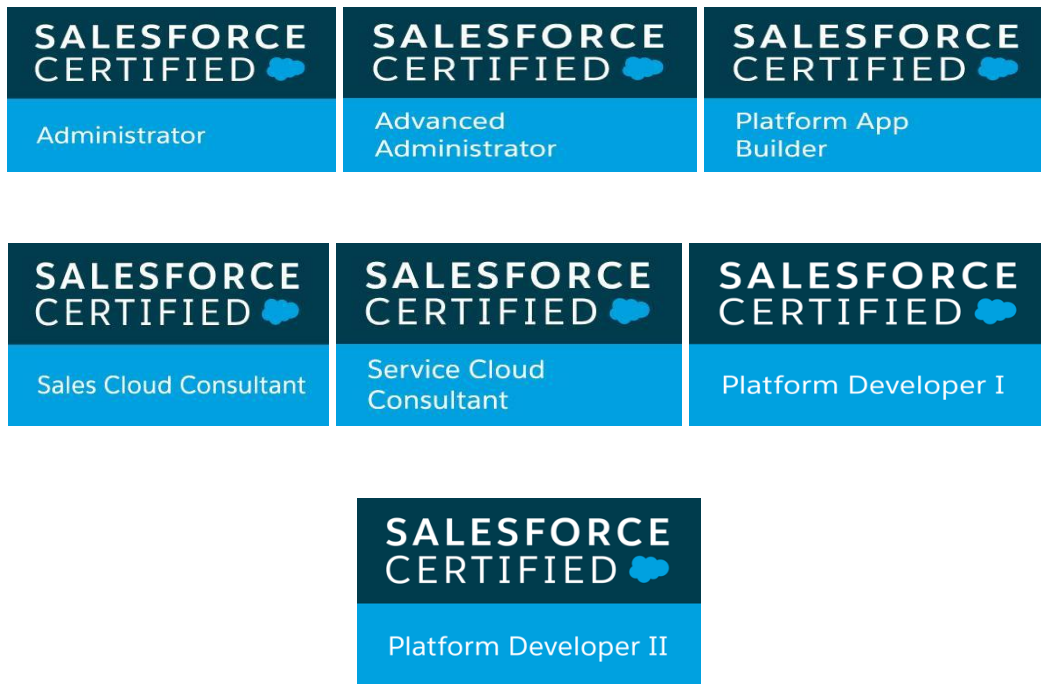 SALESFORCE
CERTIFIED
Administrator
SALESFORCE
CERTIFIED
Advanced
Administrator
SALESFORCE
CERTIFIED
Platform App
Builder
SALESFORCE
CERTIFIED
Sales Cloud Consultant
SALESFORCE
CERTIFIED
Service Cloud
Consultant
SALESFORCE
CERTIFIED
Platform Developer I
SALESFORCE
CERTIFIED
Platform Developer II